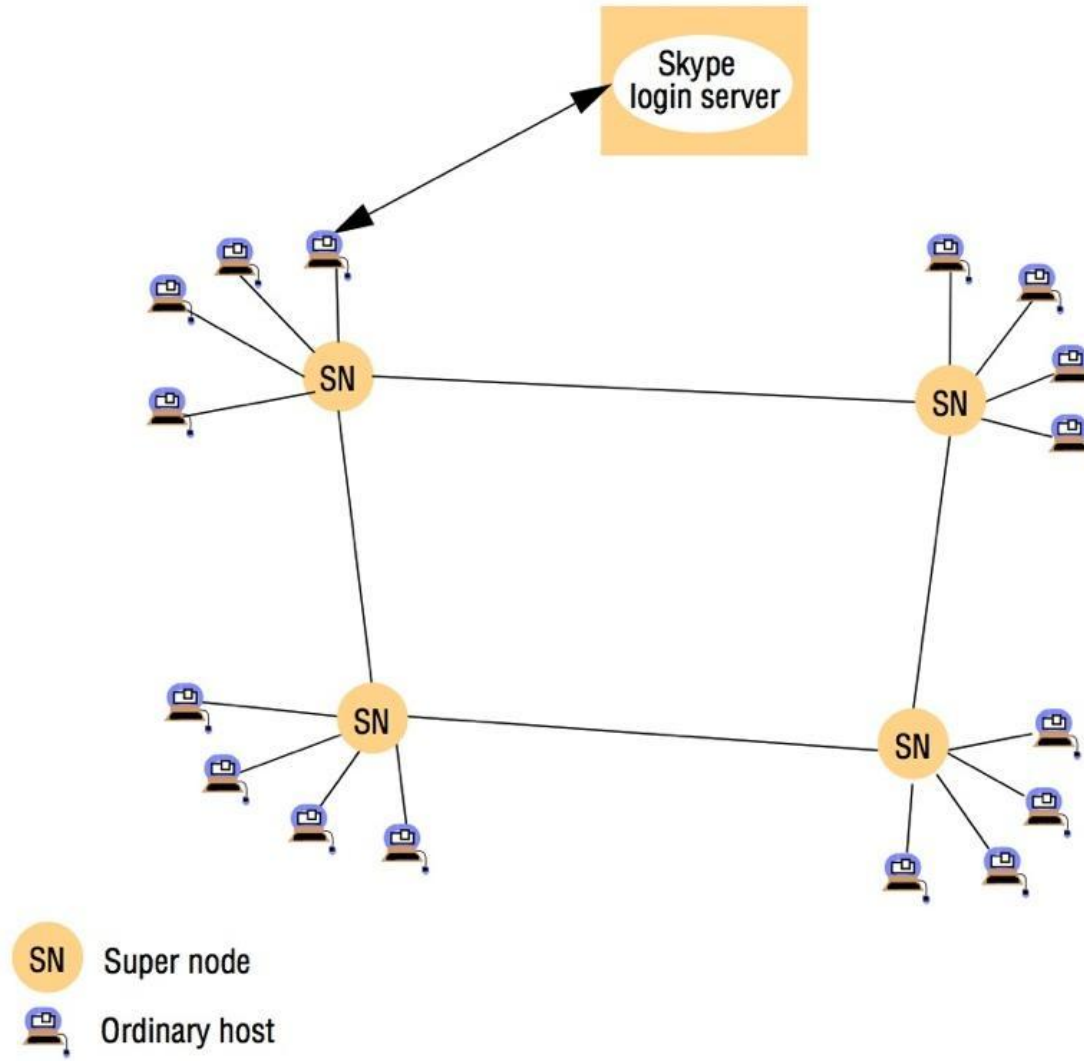 Skype
login server
SN
SN
SN
SN
SN Super node
Ordinary host